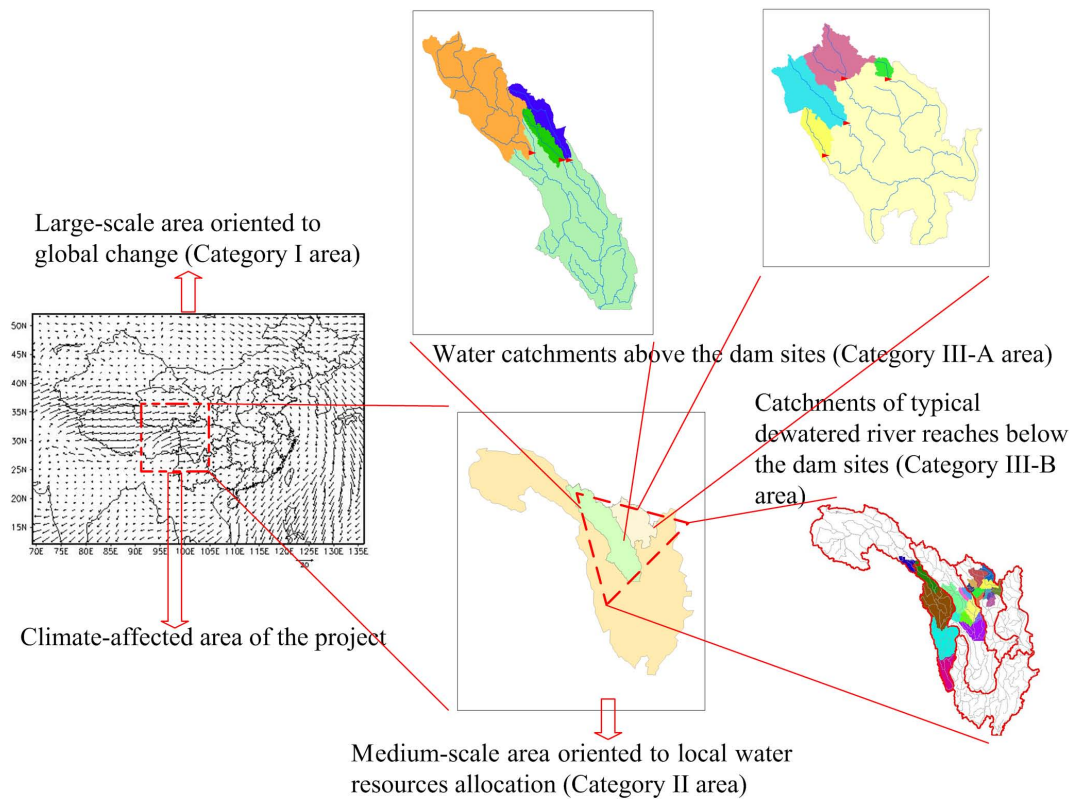 Large-scale area oriented to
global change (Category I area)
50N
45N
40N
35N
30N
25N
20N
15N
70E 75E 80E 85E 90E 95E 100E 105E 110E 115E 120E 125E 130E 135E
20
Climate-affected area of the project
Water catchments above the dam sites (Category III-A area)
Catchments of typical
dewatered river reaches below
the dam sites (Category III-B
area)
Medium-scale area oriented to local water
resources allocation (Category II area)